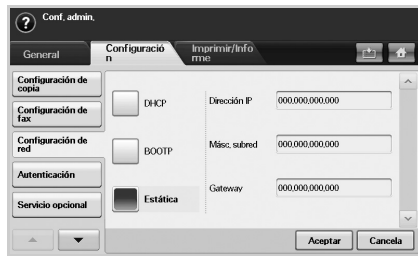 Conf. admin.
General
Configuració
n
Imprimir/Info
rme
Configuración de
copia
Configuración de
fax
Configuración de
red
Autenticación
Servicio opcional
DHCP
BOOTP
Estática
Dirección IP
000,000,000,000
Másc. subred
000,000,000,000
Gateway
000,000,000,000
Aceptar
Cancela